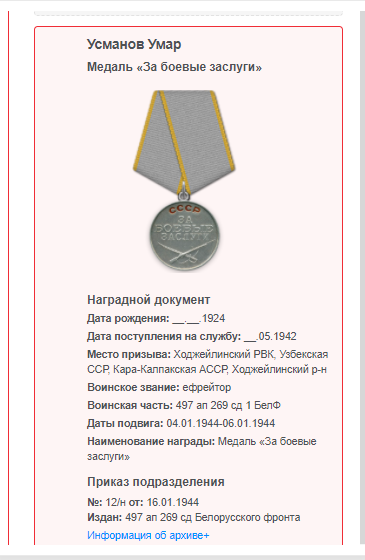 Усманов Умар
Медаль «За боевые заслуги»
СССР
ЗА
БОЕВЫЕ
ЗАСЛУГИ
Наградной документ
Дата рождения: __.__.1924
Дата поступления на службу: __.05.1942
Место призыва: Ходжейлинский РВК, Узбекская
ССР, Кара-Калпакская АССР, Ходжейлинский р-н
Воинское звание: ефрейтор
Воинская часть: 497 ап 269 сд 1 БелФ
Даты подвига: 04.01.1944-06.01.1944
Наименование награды: Медаль «За боевые
заслуги»
Приказ подразделения
№: 12/н от: 16.01.1944
Издан: 497 ап 269 сд Белорусского фронта
Информация об архиве+